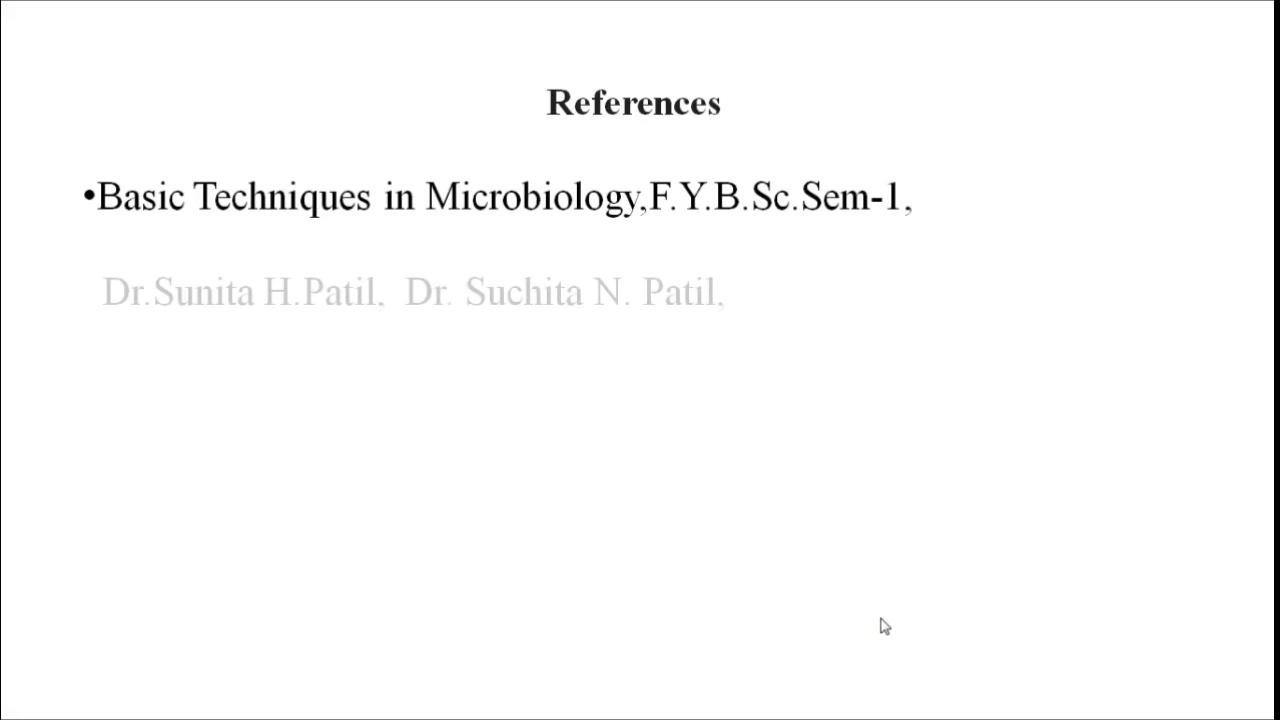 References
•Basic Techniques in Microbiology,F.Y.B.Sc.Sem-1,
Dr.Sunita H.Patil, Dr. Suchita N. Patil,